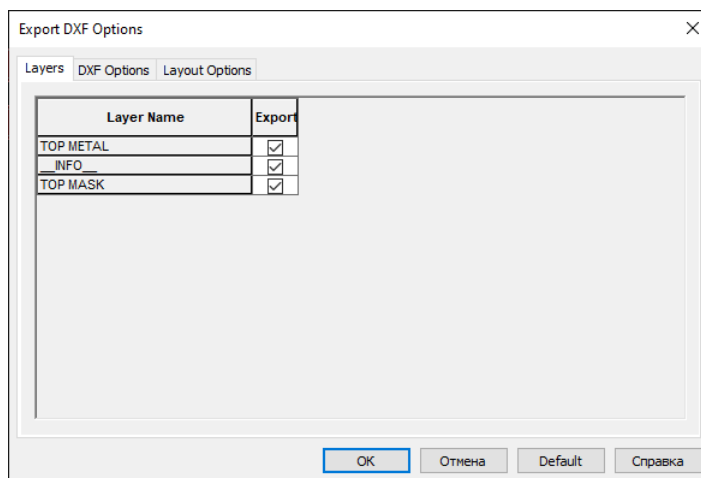 Export DXF Options
Layers DXF Options Layout Options
Layer Name Export
TOP METAL
__INFO__
TOP MASK
OK Отмена Default Справка